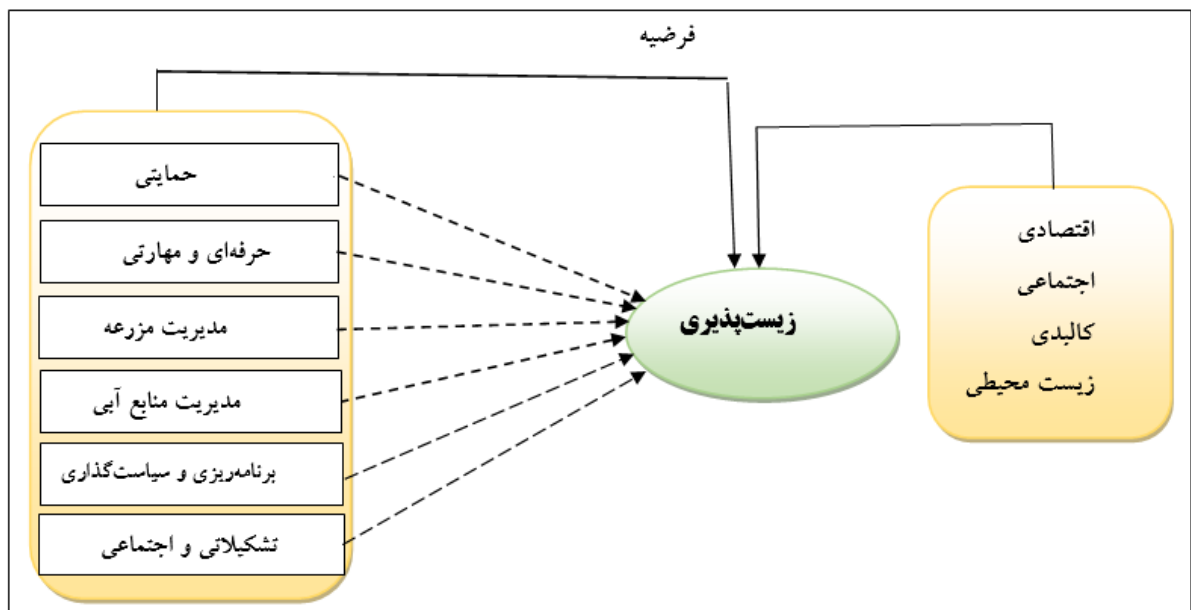 فرضیه
حمایتی
حرفه‌ای و مهارتی
مدیریت مزرعه
مدیریت منابع آبی
برنامه‌ریزی و سیاست‌گذاری
تشکیلاتی و اجتماعی
زیست‌پذیری
اقتصادی
اجتماعی
کالبدی
زیست محیطی